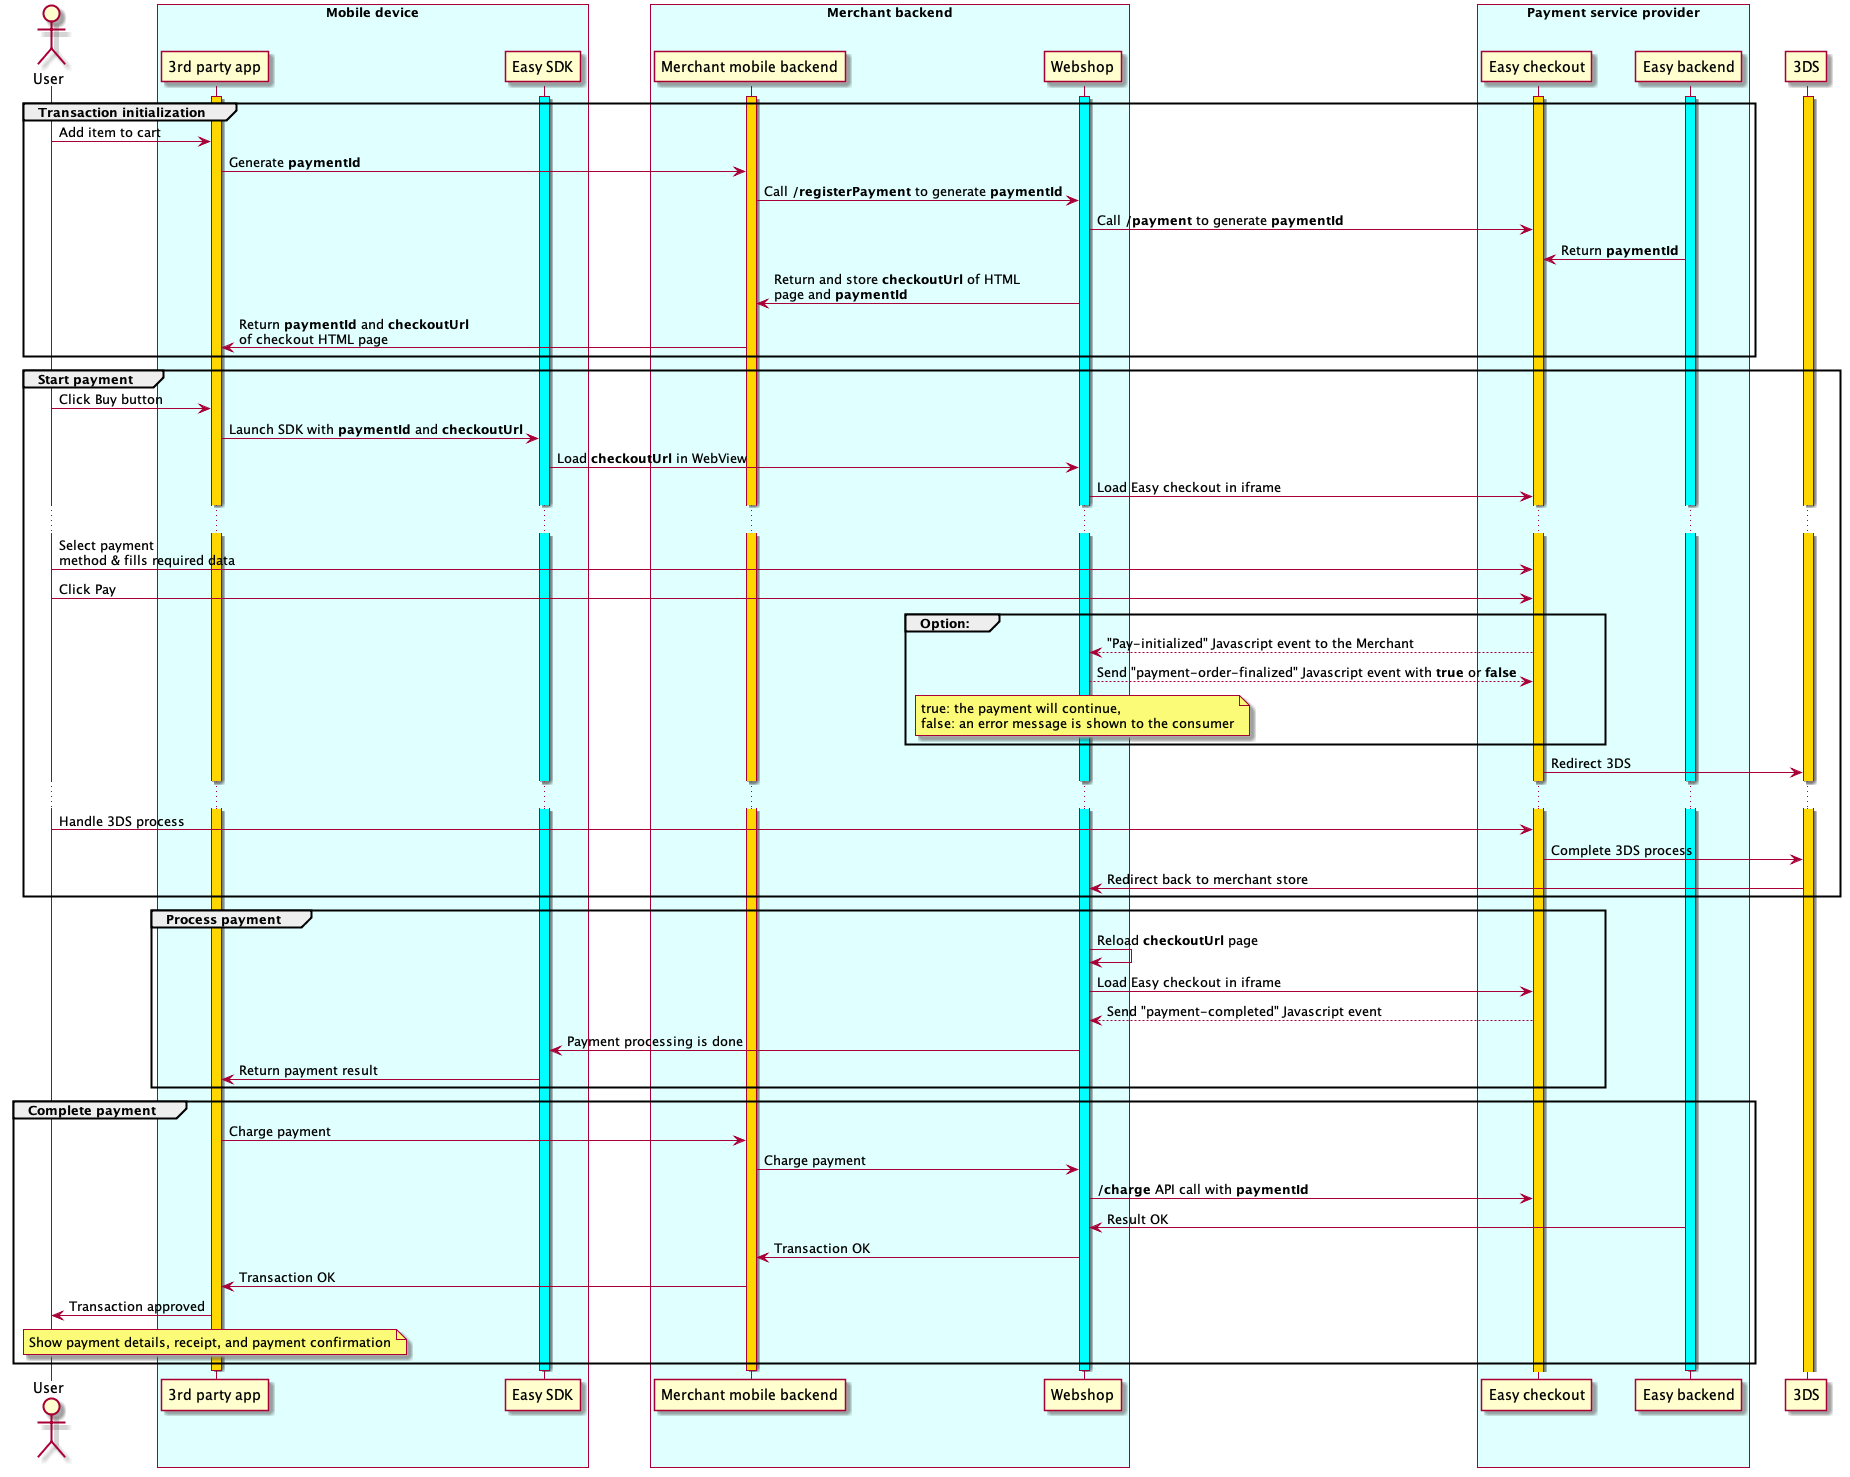 Mobile device
Merchant backend
Payment service provider
User
3rd party app
Easy SDK
Merchant mobile backend
Webshop
Easy checkout
Easy backend
3DS
Transaction initialization
Add item to cart
Generate paymentId
Call /registerPayment to generate paymentId
Call /payment to generate paymentId
Return paymentId
Return and store checkoutUrl of HTML
page and paymentId
Return paymentId and checkoutUrl
of checkout HTML page
Start payment
Click Buy button
Launch SDK with paymentId and checkoutUrl
Load checkoutUrl in WebView
Load Easy checkout in iframe
Select payment
method & fills required data
Click Pay
Option:
"Pay-initialized" Javascript event to the Merchant
Send "payment-order-finalized" Javascript event with true or false
true: the payment will continue,
false: an error message is shown to the consumer
Redirect 3DS
Handle 3DS process
Complete 3DS process
Redirect back to merchant store
Process payment
Reload checkoutUrl page
Load Easy checkout in iframe
Send "payment-completed" Javascript event
Payment processing is done
Return payment result
Complete payment
Charge payment
Charge payment
/charge API call with paymentId
Result OK
Transaction OK
Transaction OK
Transaction approved
Show payment details, receipt, and payment confirmation
User
3rd party app
Easy SDK
Merchant mobile backend
Webshop
Easy checkout
Easy backend
3DS